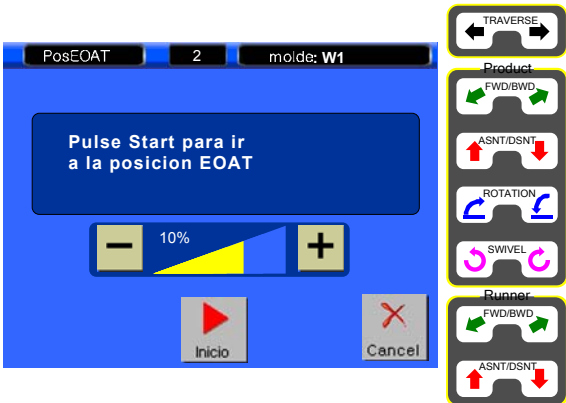 PosEOAT 2 molde: W1
Pulse Start para ir
a la posicion EOAT
10%
Inicio
Cancel
TRAVERSE
Product
FWD/BWD
ASNT/DSNT
ROTATION
SWIVEL
Runner
FWD/BWD
ASNT/DSNT